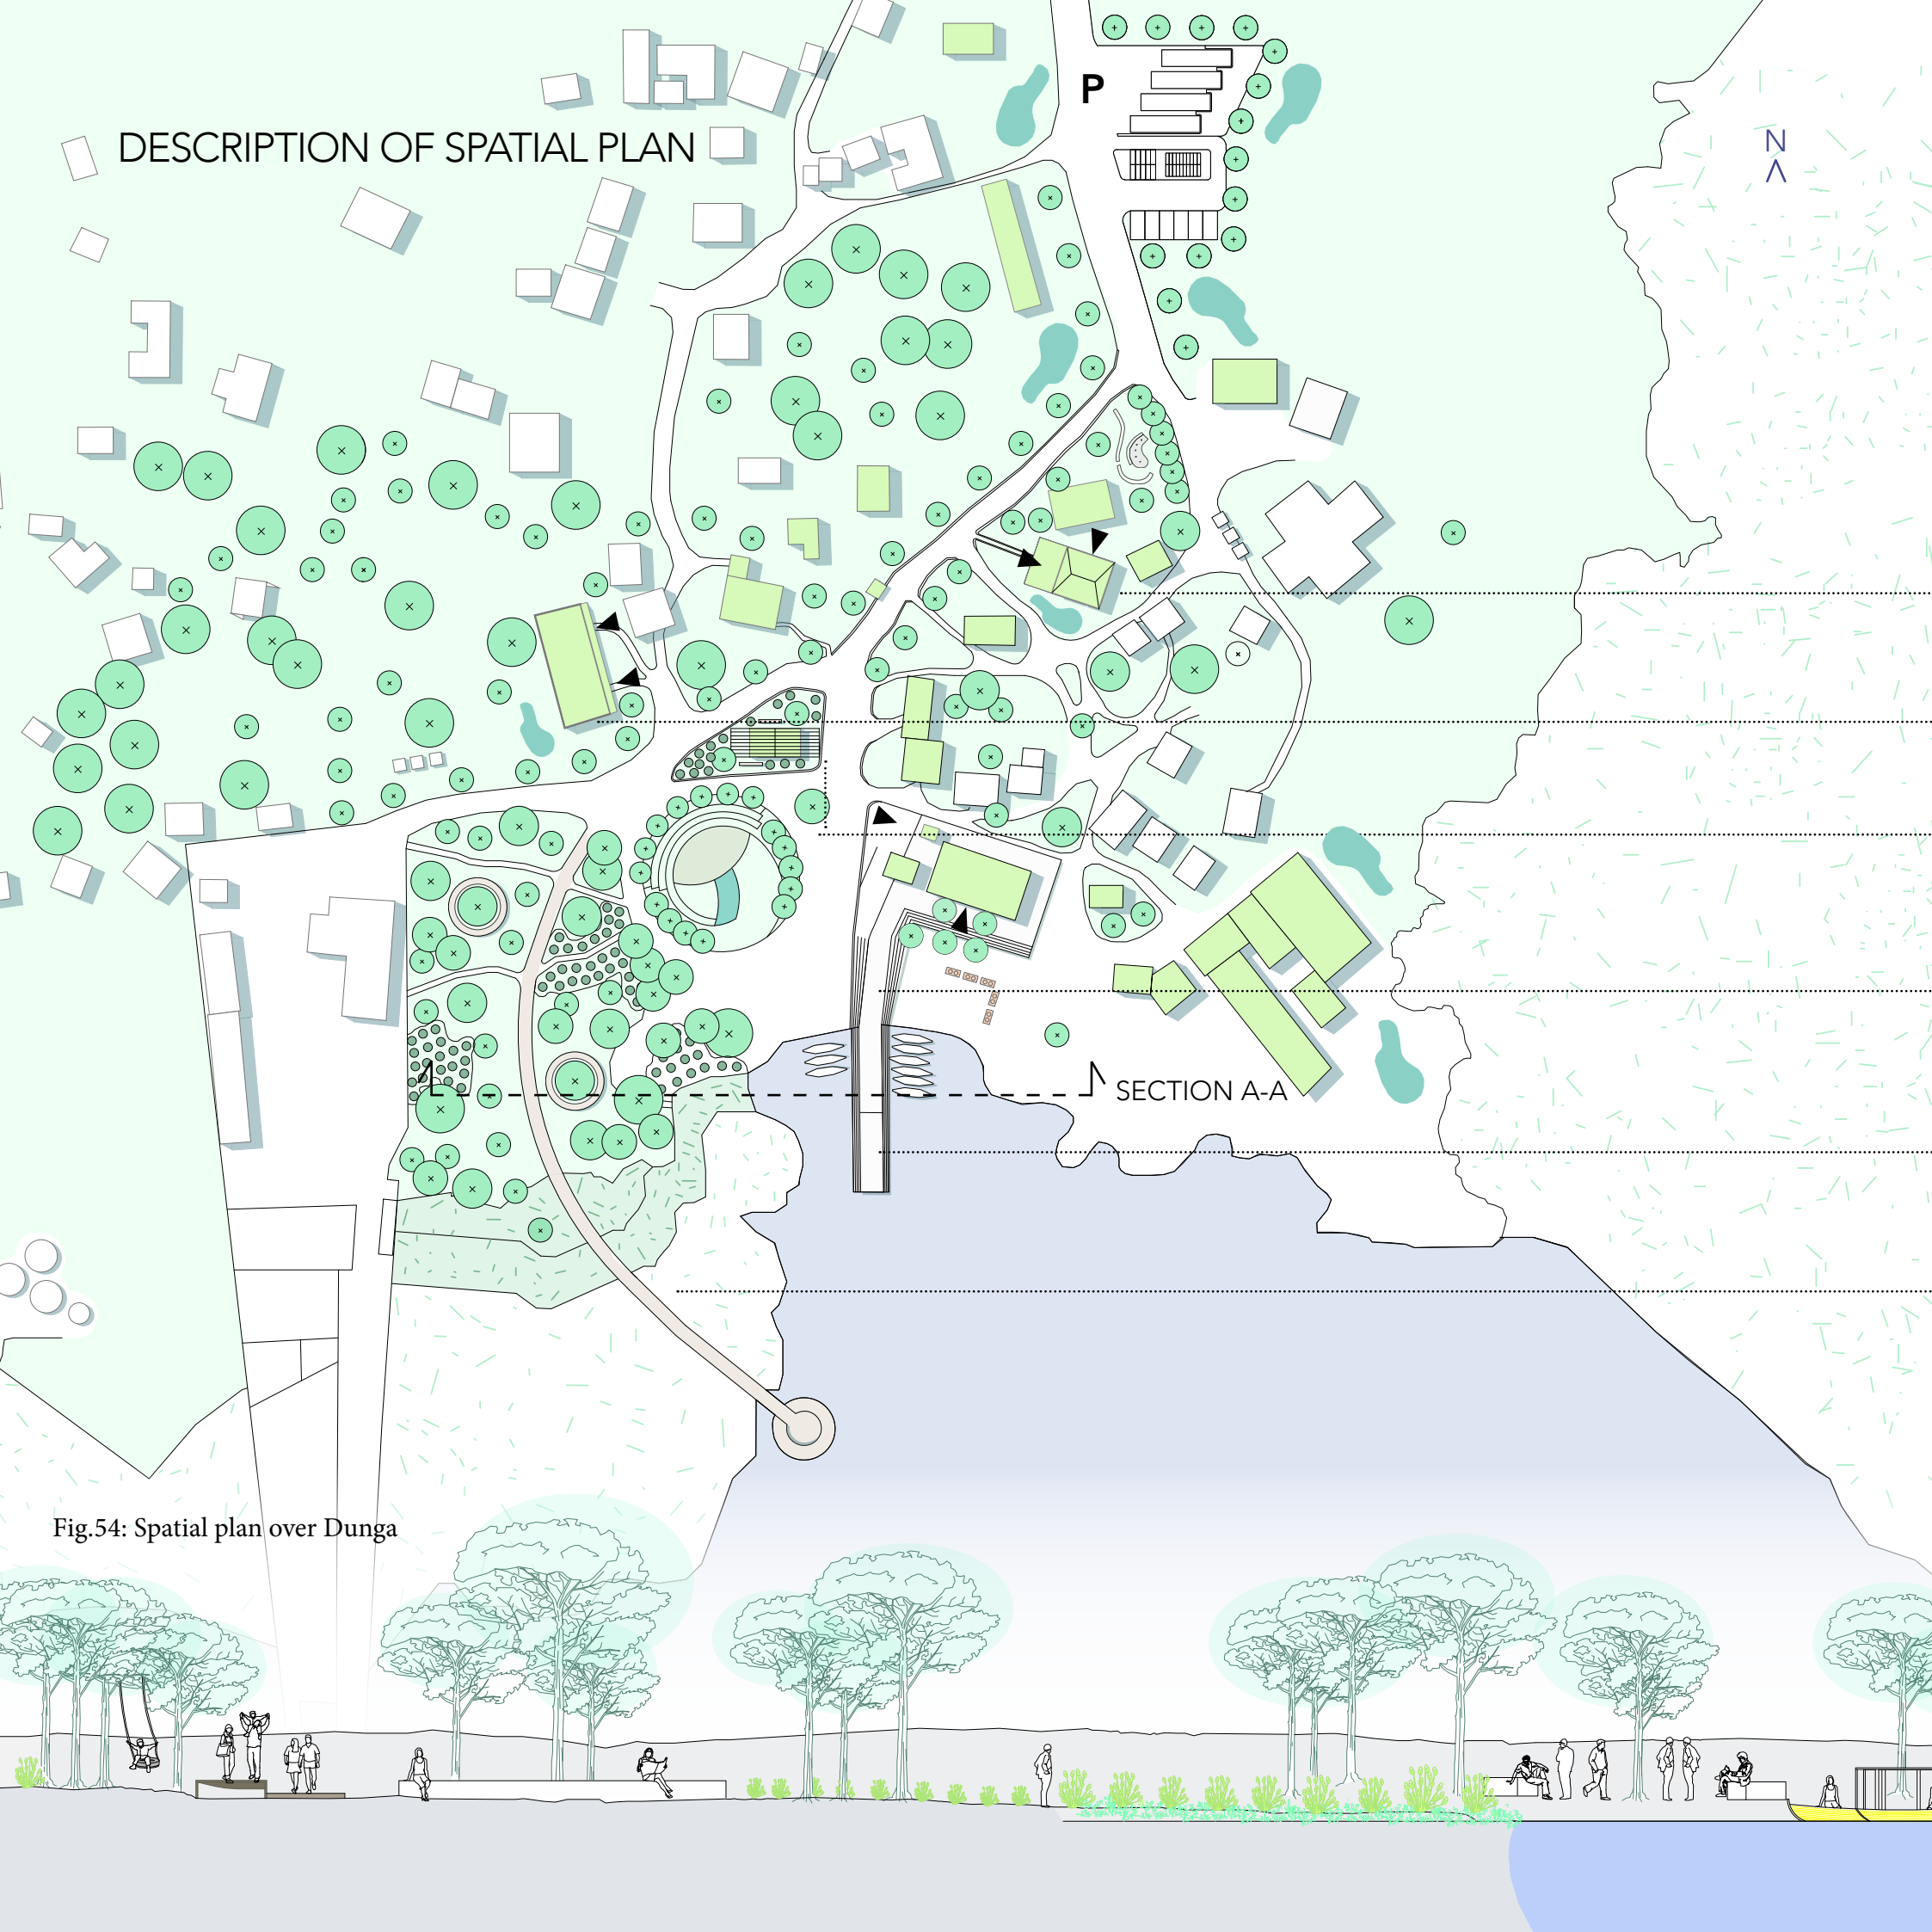 P
DESCRIPTION OF SPATIAL PLAN
N
SECTION A-A
Fig.54: Spatial plan over Dunga